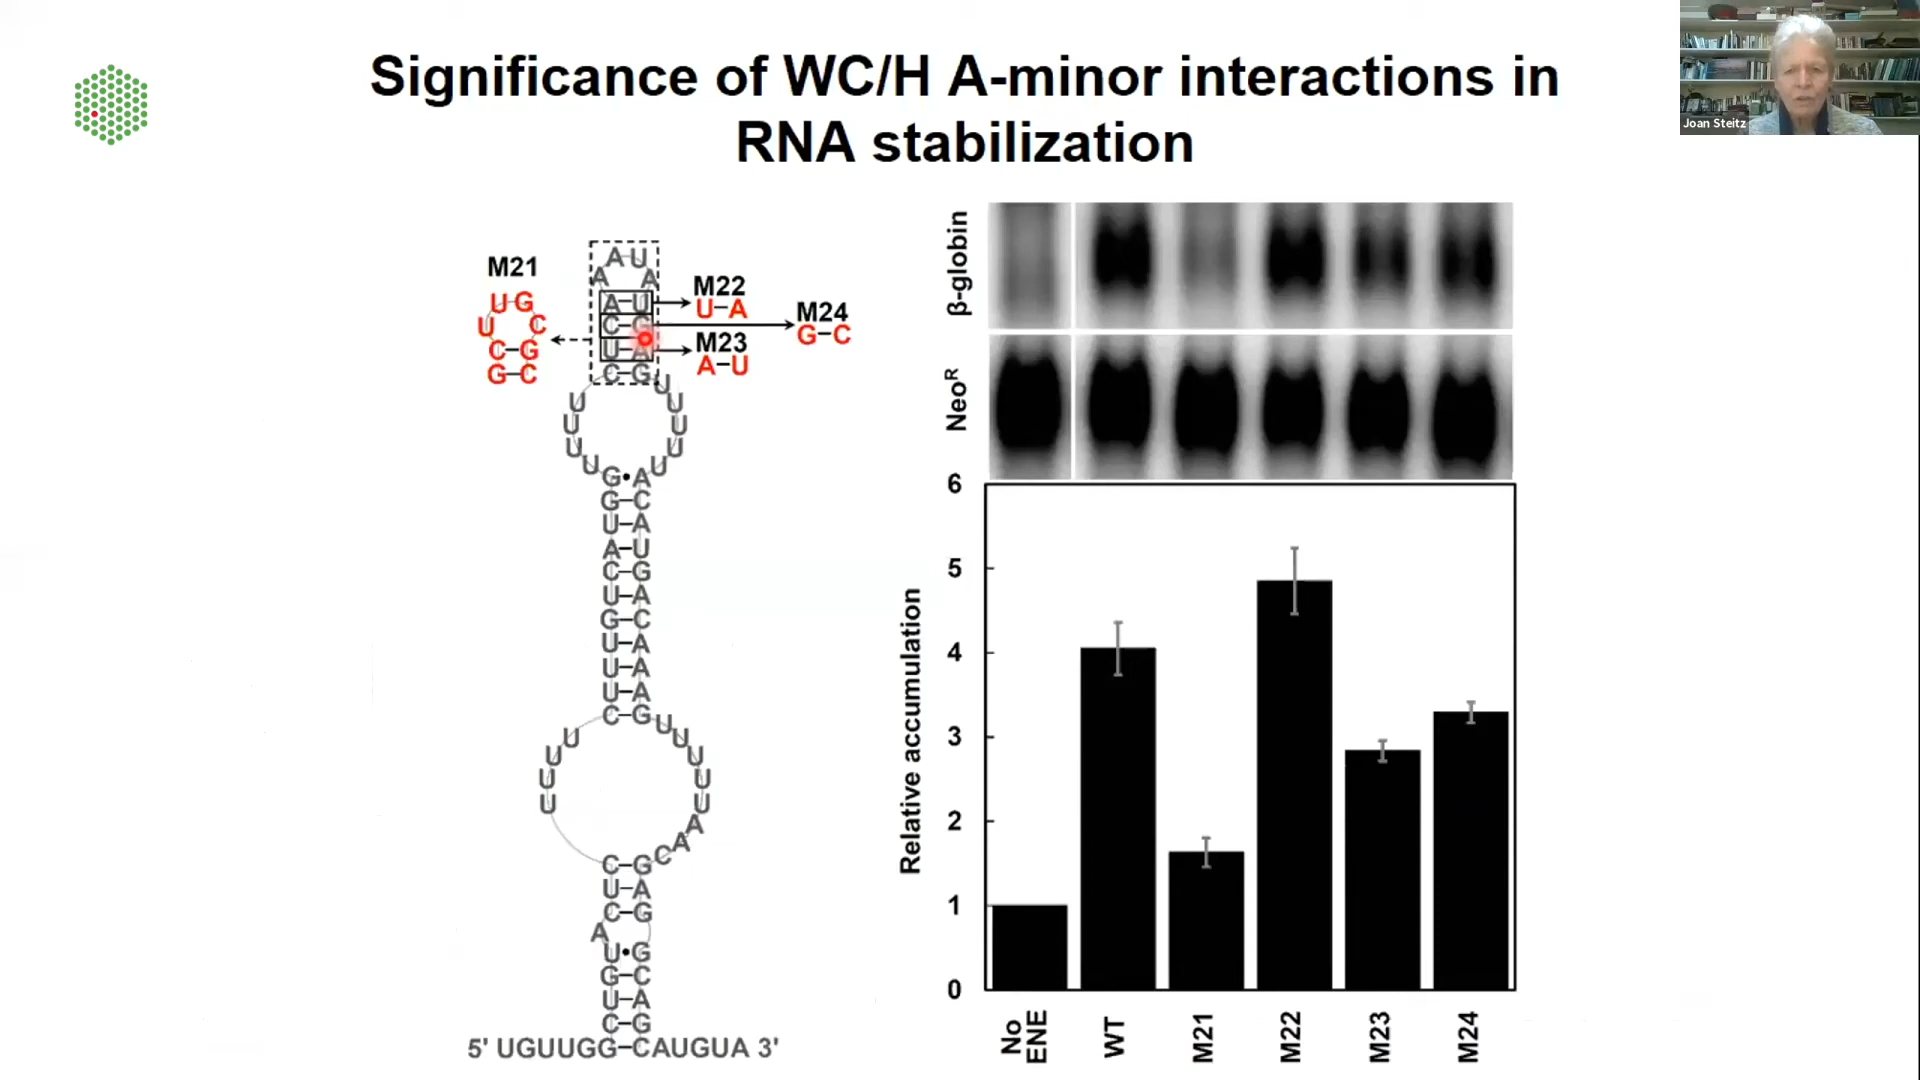 Significance of WC/H A-minor interactions in
RNA stabilization
Joan Steitz
M21
U G
U C
C–G
G–C
A U
A A
A–U
C–G
U–A
C–G
M22
U–A
M24
G–C
M23
A–U
U U
U U
U U
U U
G•A
G–C
U–A
A–U
C–G
U–A
G–C
U–A
U–A
U–A
C–G
U U
U U
U U
U U
U
A
A
C
C–G
U–A
C–G
A
U•G
G–C
U–A
C–G
5' UGUUGG–CAUGUA 3'
β-globin
NeoR
Relative accumulation
6
5
4
3
2
1
0
No ENE
WT
M21
M22
M23
M24